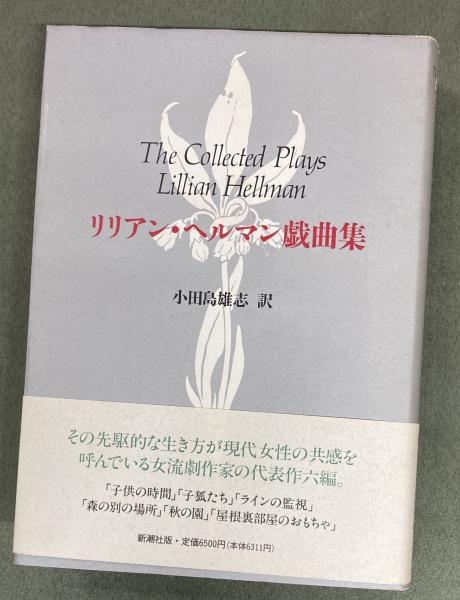 The Collected Plays
Lillian Hellman
リリアン・ヘルマン戯曲集
小田島雄志 訳
その先駆的な生き方が現代女性の共感を
呼んでいる女流劇作家の代表作六編。
「子供の時間」「子狐たち」「ラインの監視」
「森の別の場所」「秋の園」「屋根裏部屋のおもちゃ」
新潮社版・定価6500円(本体6311円)